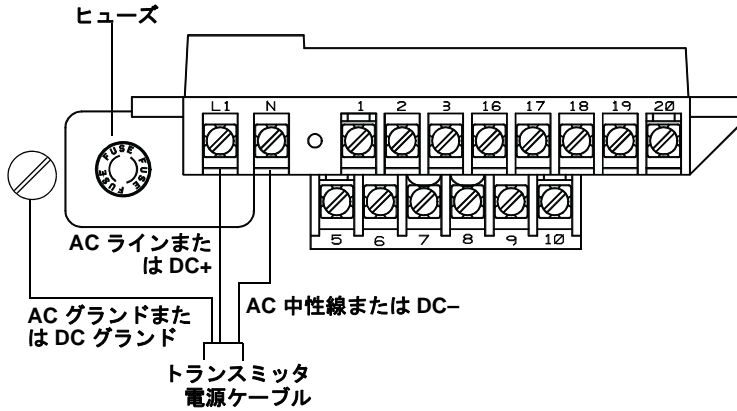 ヒューズ
L1 N 1 2 3 16 17 18 19 20
FUSE FUSE FUSE
5 6 7 8 9 10
AC ラインまた
は DC+
AC グランドまた
は DC グランド
AC 中性線または DC–
トランスミッタ
電源ケーブル